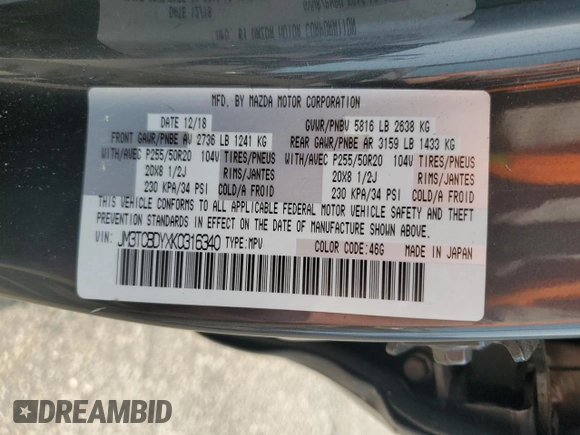 MFD. BY MAZDA MOTOR CORPORATION
DATE 12/18 GVWR/PNBV 5816 LB 2638 KG
FRONT GAWR/PNBE AV 2736 LB 1241 KG REAR GAWR/PNBE AR 3159 LB 1433 KG
WITH/AVEC P255/50R20 104V TIRES/PNEUS WITH/AVEC P255/50R20 104V TIRES/PNEUS
20X8 1/2J RIMS/JANTES 20X8 1/2J RIMS/JANTES
230 KPA/34 PSI COLD/A FROID 230 KPA/34 PSI COLD/A FROID
THIS VEHICLE CONFORMS TO ALL APPLICABLE FEDERAL MOTOR VEHICLE SAFETY AND THEFT
PREVENTION STANDARDS IN EFFECT ON THE DATE OF MANUFACTURE SHOWN ABOVE.
VIN: JM3TCBDYXK0316340 TYPE:MPV COLOR CODE:46G MADE IN JAPAN
DREAMBID